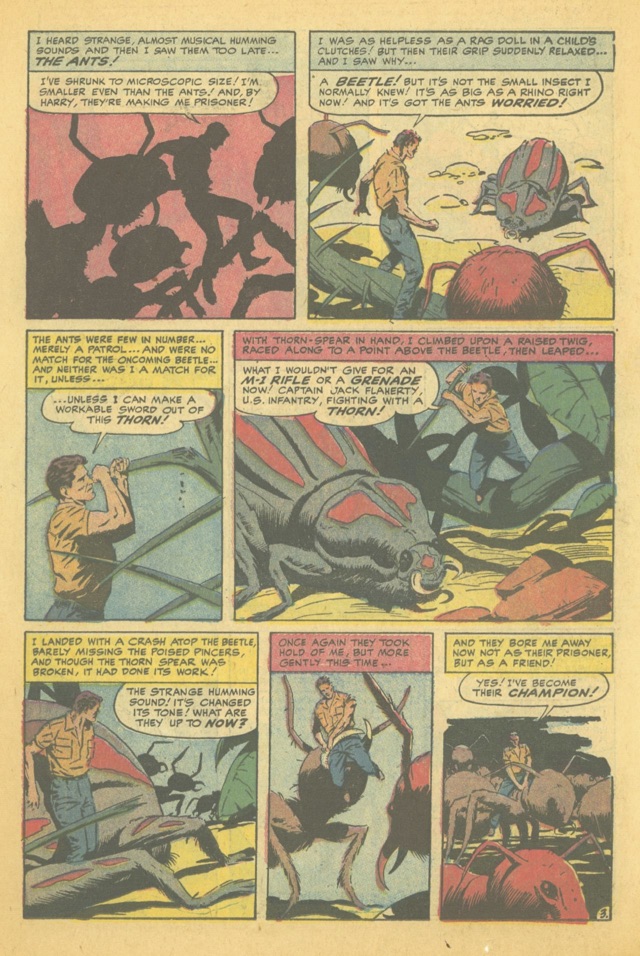 I HEARD STRANGE, ALMOST MUSICAL HUMMING
SOUNDS AND THEN I SAW THEM TOO LATE...
THE ANTS!
I'VE SHRUNK TO MICROSCOPIC SIZE! I'M
SMALLER EVEN THAN THE ANTS! AND, BY
HARRY, THEY'RE MAKING ME PRISONER!
I WAS AS HELPLESS AS A RAG DOLL IN A CHILD'S
CLUTCHES! BUT THEN THEIR GRIP SUDDENLY RELAXED...
AND I SAW WHY...
A BEETLE! BUT IT'S NOT THE SMALL INSECT I
NORMALLY KNEW! IT'S AS BIG AS A RHINO RIGHT
NOW! AND IT'S GOT THE ANTS WORRIED!
THE ANTS WERE FEW IN NUMBER...
MERELY A PATROL...AND WERE NO
MATCH FOR THE ONCOMING BEETLE...
AND NEITHER WAS I A MATCH FOR
IT, UNLESS...
...UNLESS I CAN MAKE A
WORKABLE SWORD OUT OF
THIS THORN!
WITH THORN-SPEAR IN HAND, I CLIMBED UPON A RAISED TWIG,
RACED ALONG TO A POINT ABOVE THE BEETLE, THEN LEAPED...
WHAT I WOULDN'T GIVE FOR AN
M-1 RIFLE OR A GRENADE
NOW! CAPTAIN JACK FLAHERTY,
U.S. INFANTRY, FIGHTING WITH A
THORN!
I LANDED WITH A CRASH ATOP THE BEETLE,
BARELY MISSING THE POISED PINCERS,
AND THOUGH THE THORN SPEAR WAS
BROKEN, IT HAD DONE ITS WORK!
THE STRANGE HUMMING
SOUND! IT'S CHANGED
ITS TONE! WHAT ARE
THEY UP TO NOW?
ONCE AGAIN THEY TOOK
HOLD OF ME, BUT MORE
GENTLY THIS TIME...
AND THEY BORE ME AWAY
NOW NOT AS THEIR PRISONER,
BUT AS A FRIEND!
YES! I'VE BECOME
THEIR CHAMPION!
3